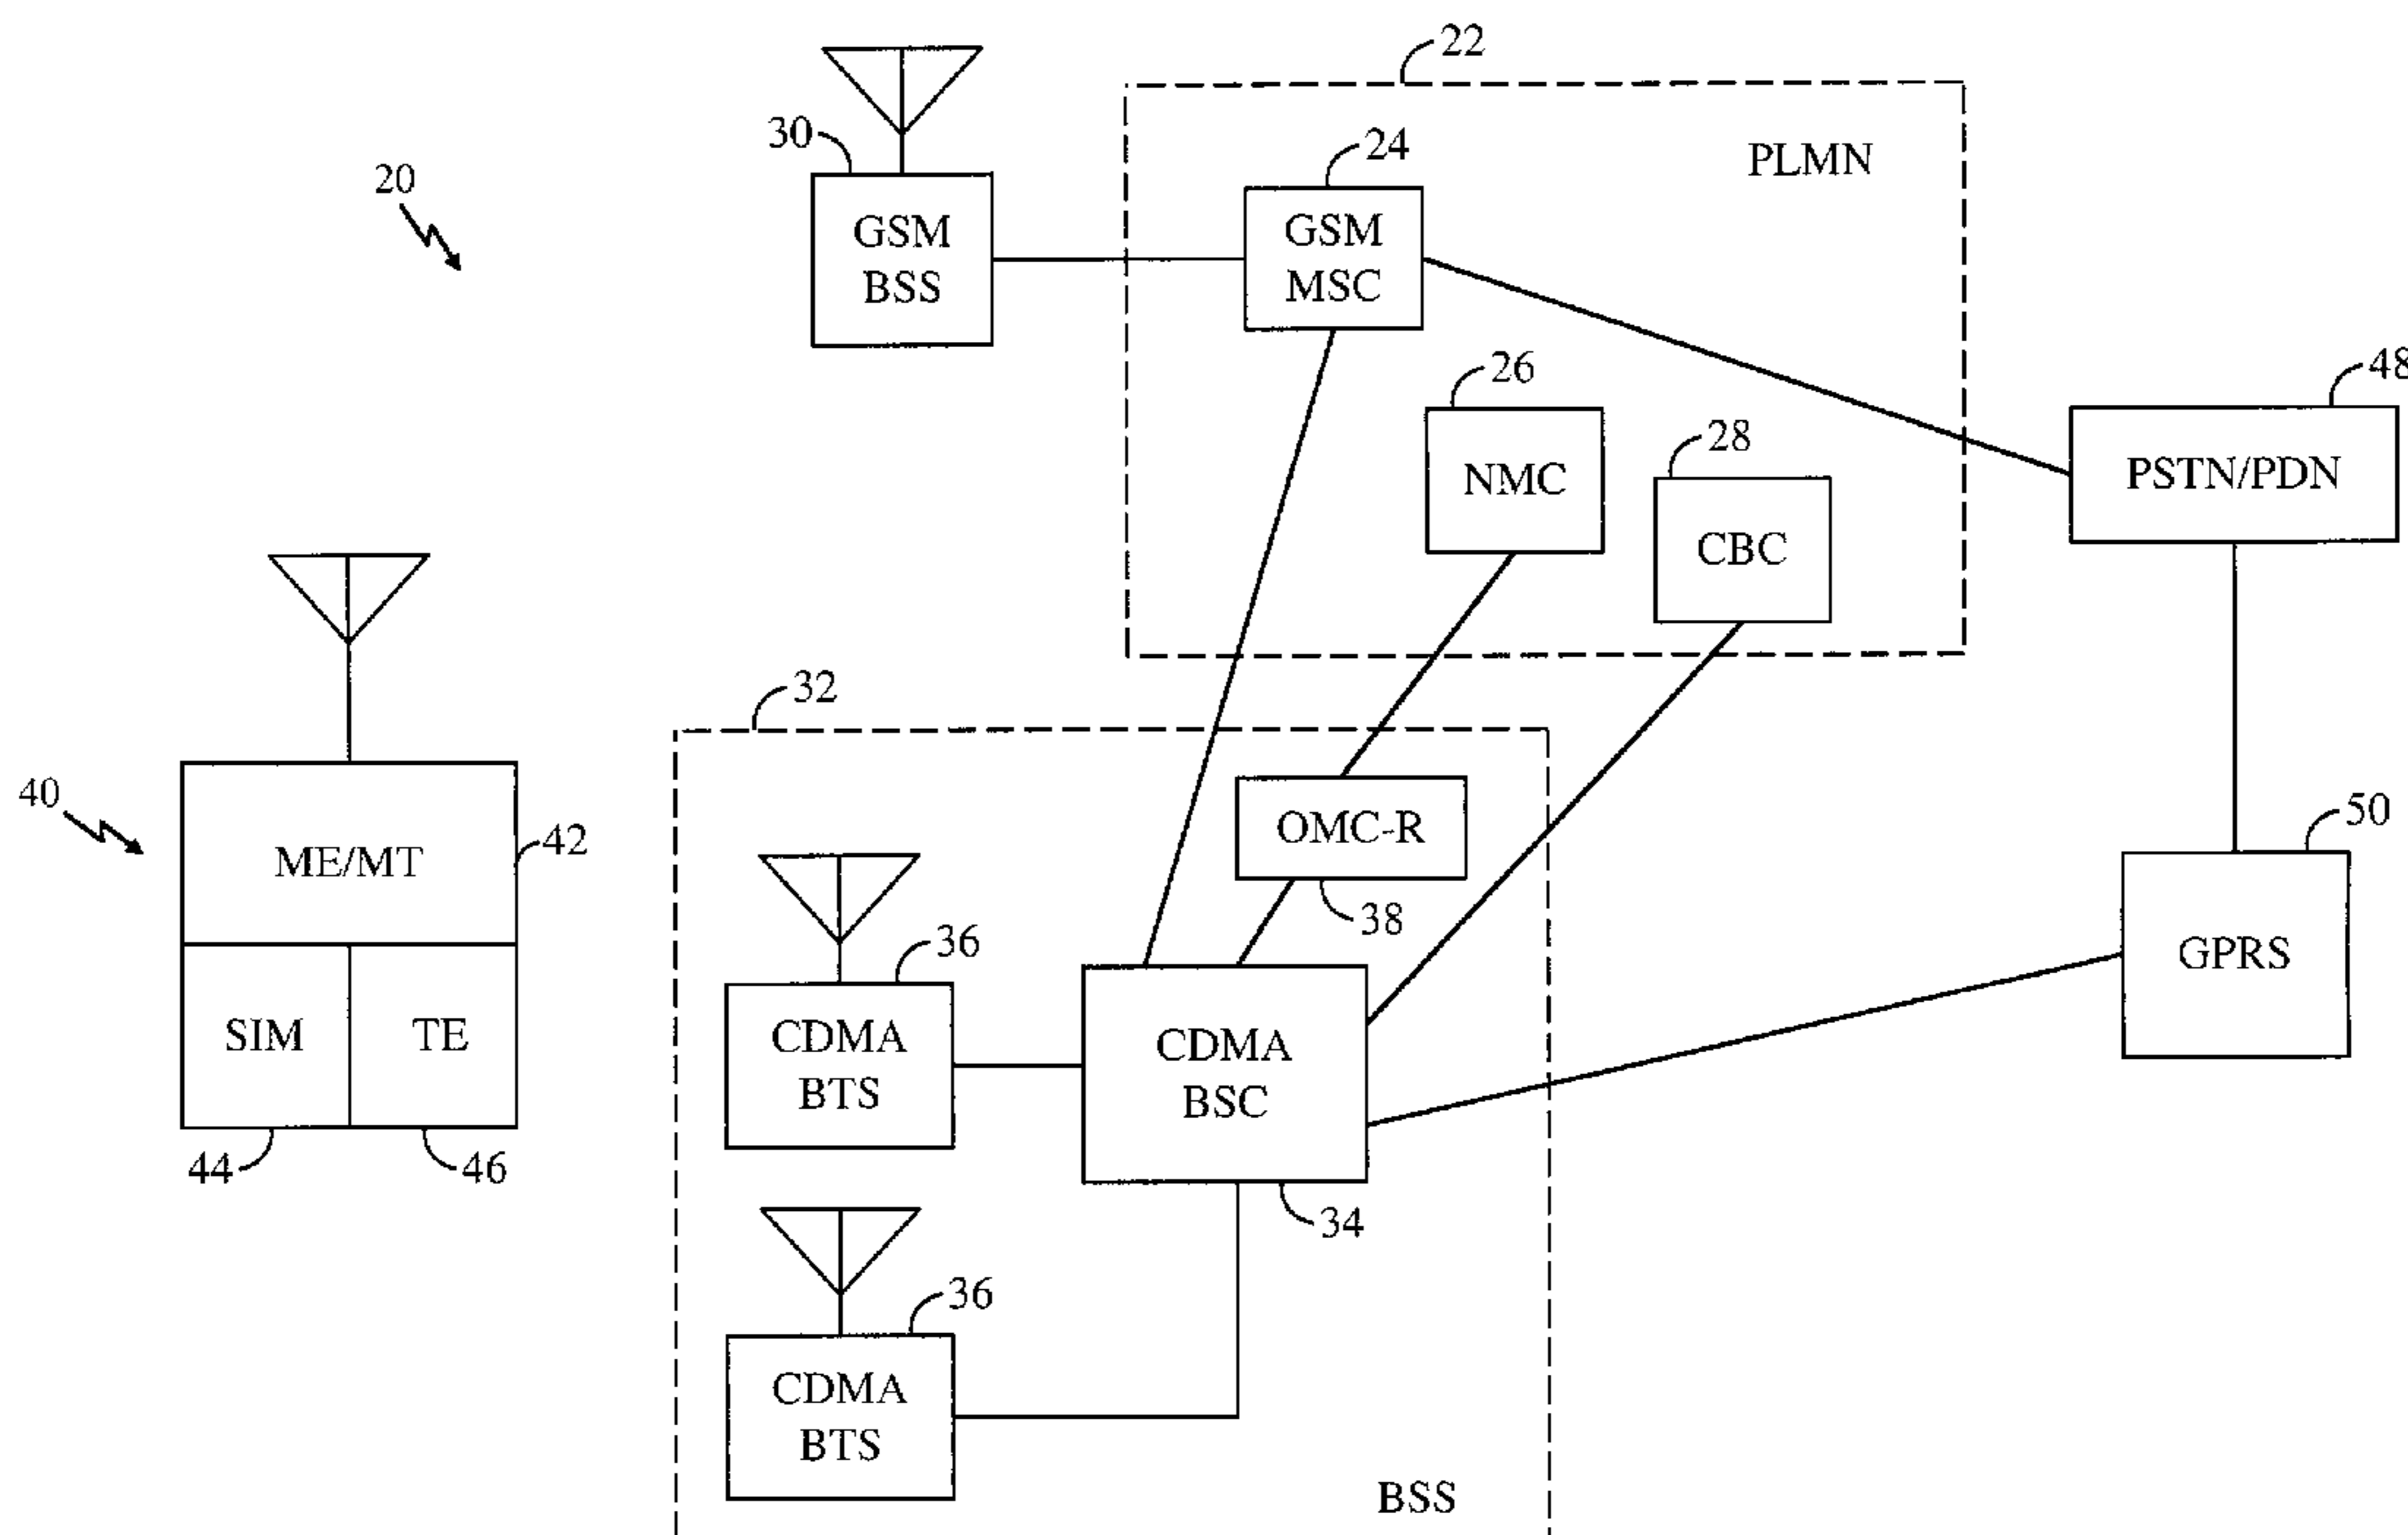 22
30
24
PLMN
20
GSM
BSS
GSM
MSC
26
48
28
NMC
PSTN/PDN
CBC
32
40
50
OMC-R
42
ME/MT
38
36
GPRS
SIM
TE
CDMA
BTS
CDMA
BSC
44
46
34
36
CDMA
BTS
BSS